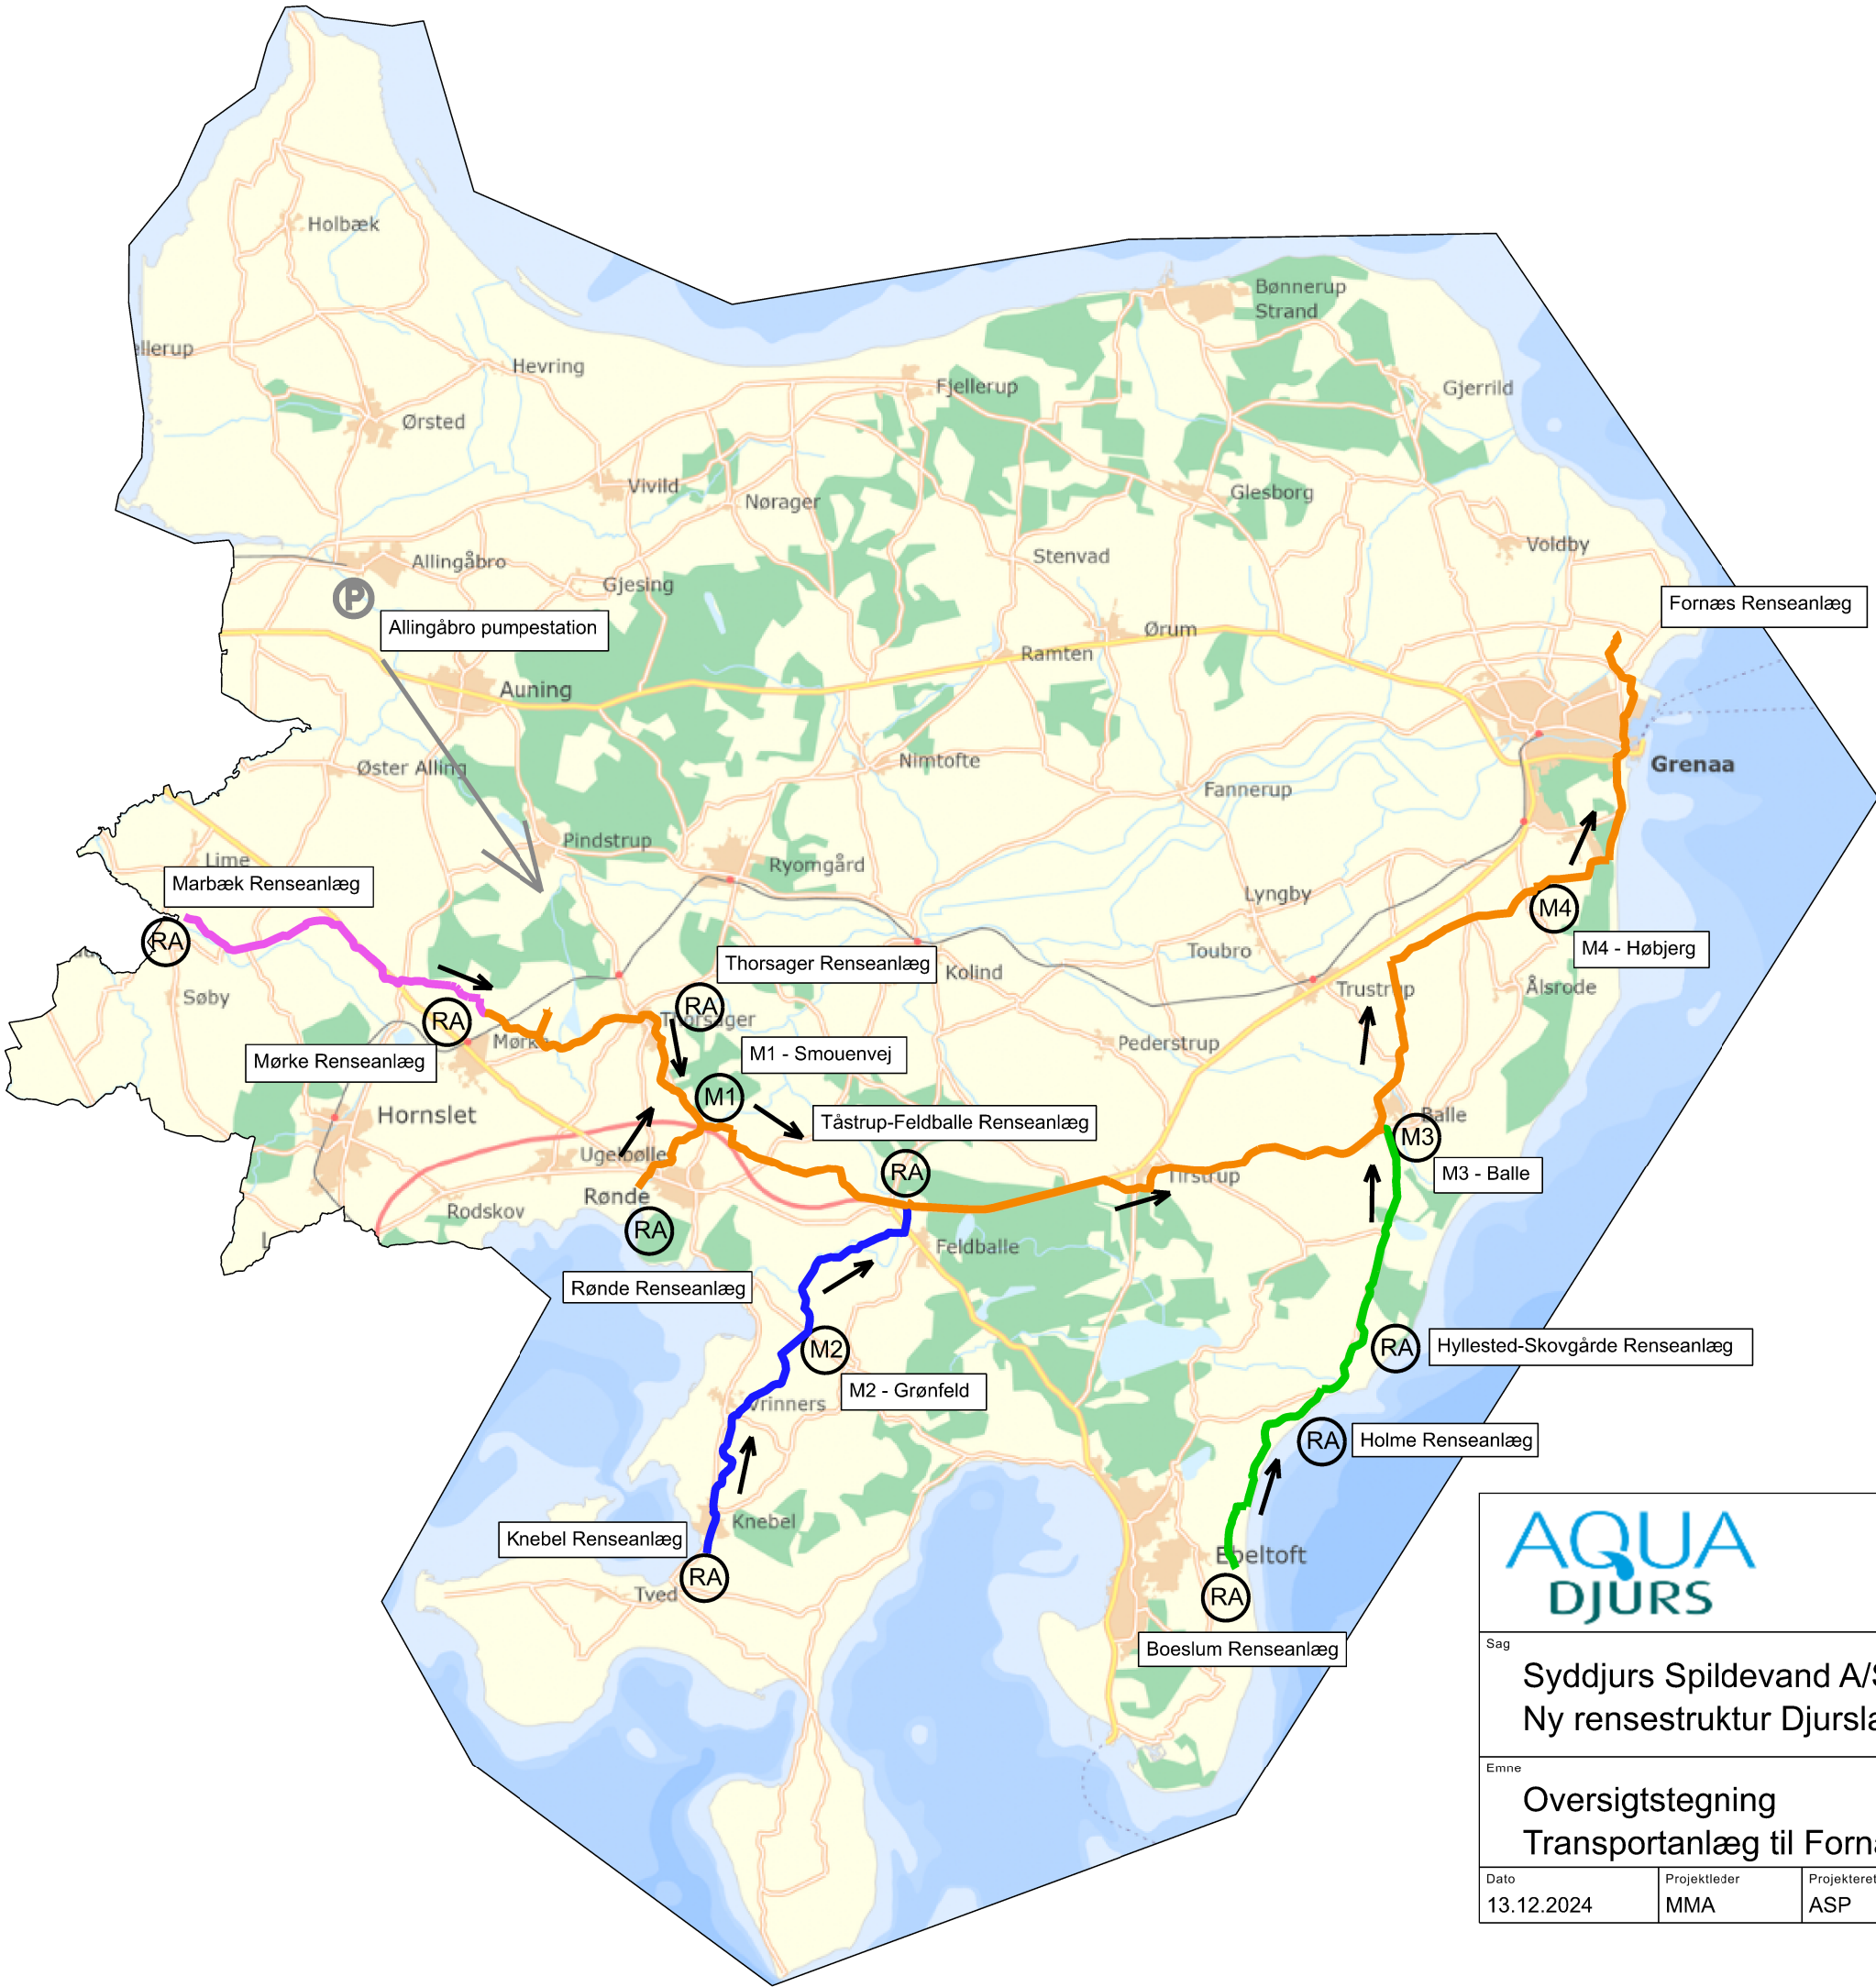 Holbæk
Bønnerup
Strand
ellerup
Hevring
Fjellerup
Gjerrild
Ørsted
Vivild
Nørager
Glesborg
Allingåbro
Gjesing
Stenvad
Voldby
P
Allingåbro pumpestation
Fornæs Renseanlæg
Ørum
Ramten
Auning
Øster Alling
Nimtofte
Grenaa
Fannerup
Pindstrup
Ryomgård
Lime
Marbæk Renseanlæg
Lyngby
M4
RA
M4 - Høbjerg
Toubro
Thorsager Renseanlæg
Kolind
Søby
Trustrup
Ålsrode
RA
Thorsager
RA
Mørke
Pederstrup
M1 - Smouenvej
Mørke Renseanlæg
M1
Hornslet
Tåstrup-Feldballe Renseanlæg
Balle
M3
Ugelbølle
RA
M3 - Balle
Tirstrup
Rønde
Rodskov
RA
Feldballe
Rønde Renseanlæg
M2
RA
Hyllested-Skovgårde Renseanlæg
M2 - Grønfeld
Vrinners
RA
Holme Renseanlæg
Knebel
Knebel Renseanlæg
Ebeltoft
RA
Tved
RA
Boeslum Renseanlæg
AQUA
DJURS
Sag
Syddjurs Spildevand A/S
Ny rensestruktur Djursla
Emne
Oversigtstegning
Transportanlæg til Forna
Dato
Projektleder
Projekteret
13.12.2024
MMA
ASP